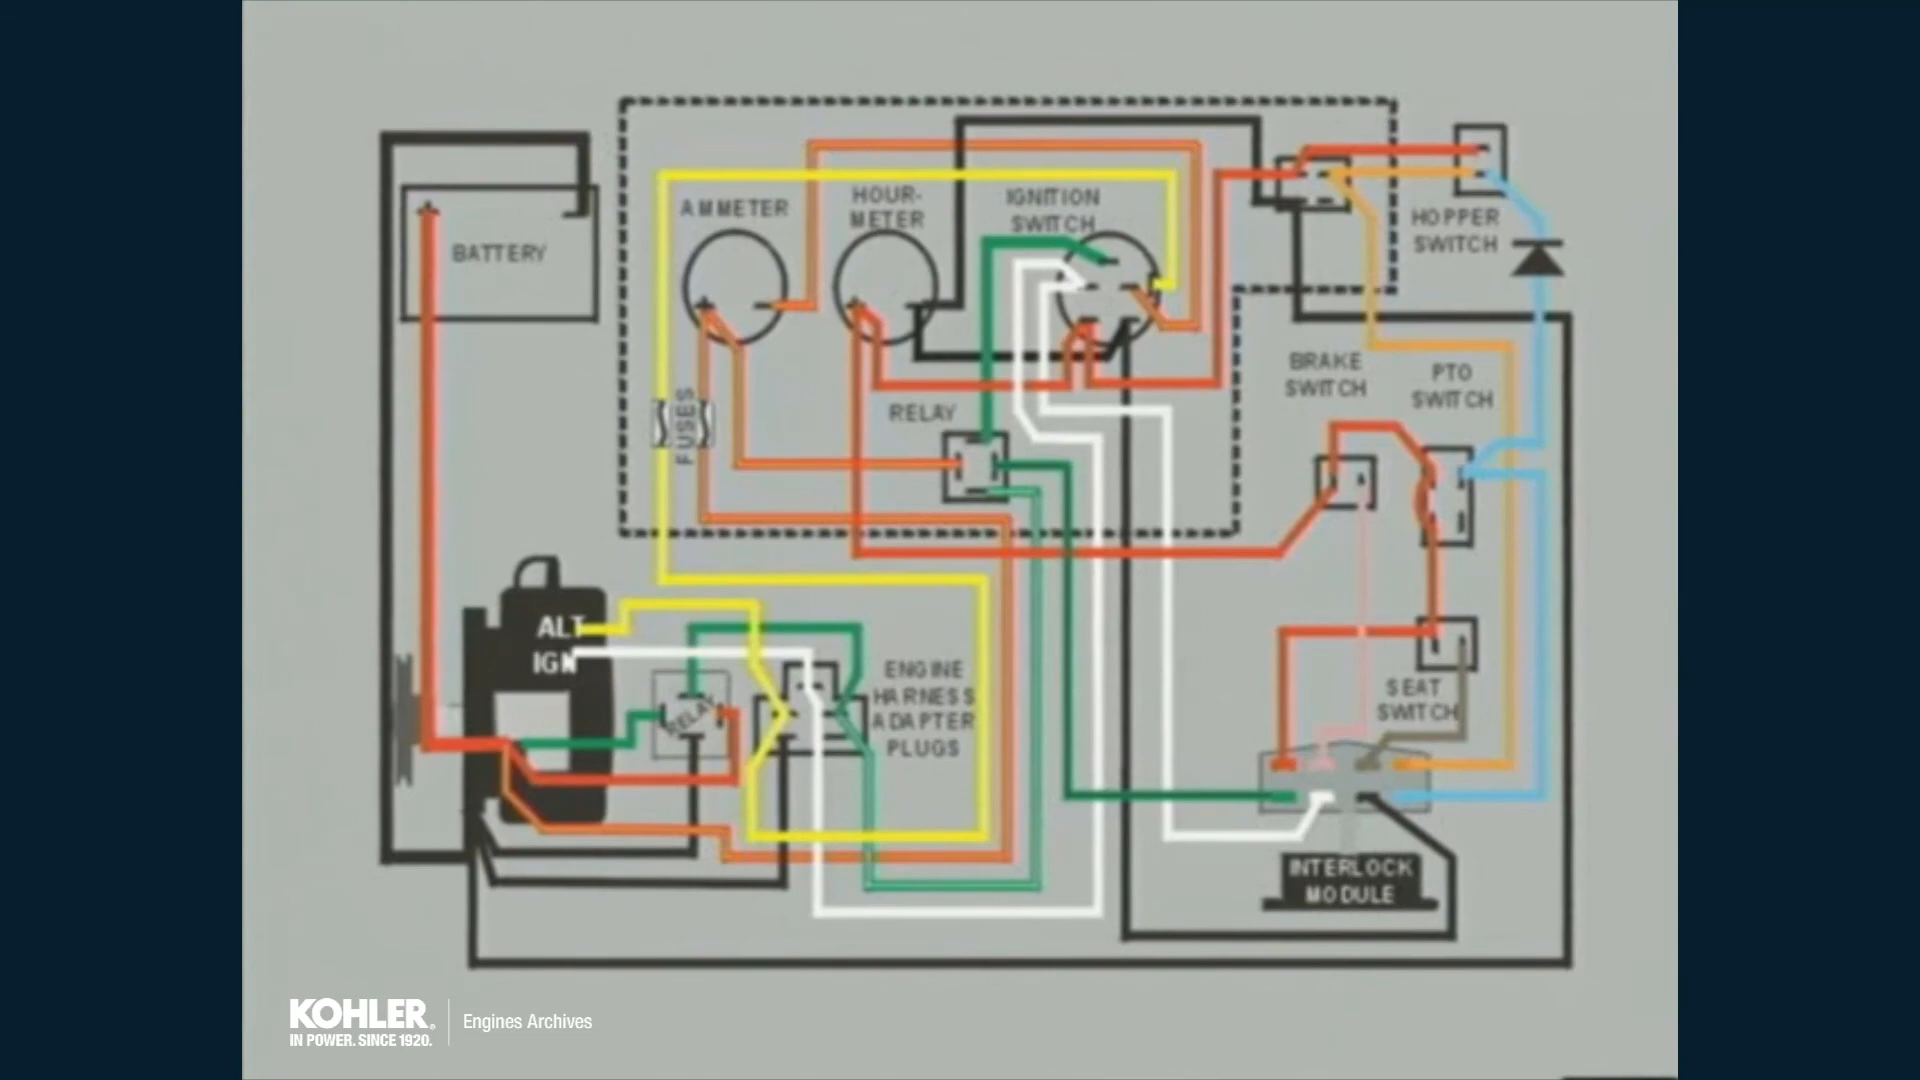 AMMETER
HOUR-
METER
IGNITION
SWITCH
HOPPER
SWITCH
BATTERY
BRAKE
SWITCH
PTO
SWITCH
RELAY
FUSES
ALT
IGN
RELAY
ENGINE
HARNESS
ADAPTER
PLUGS
SEAT
SWITCH
INTERLOCK
MODULE
KOHLER®
IN POWER. SINCE 1920.
Engines Archives